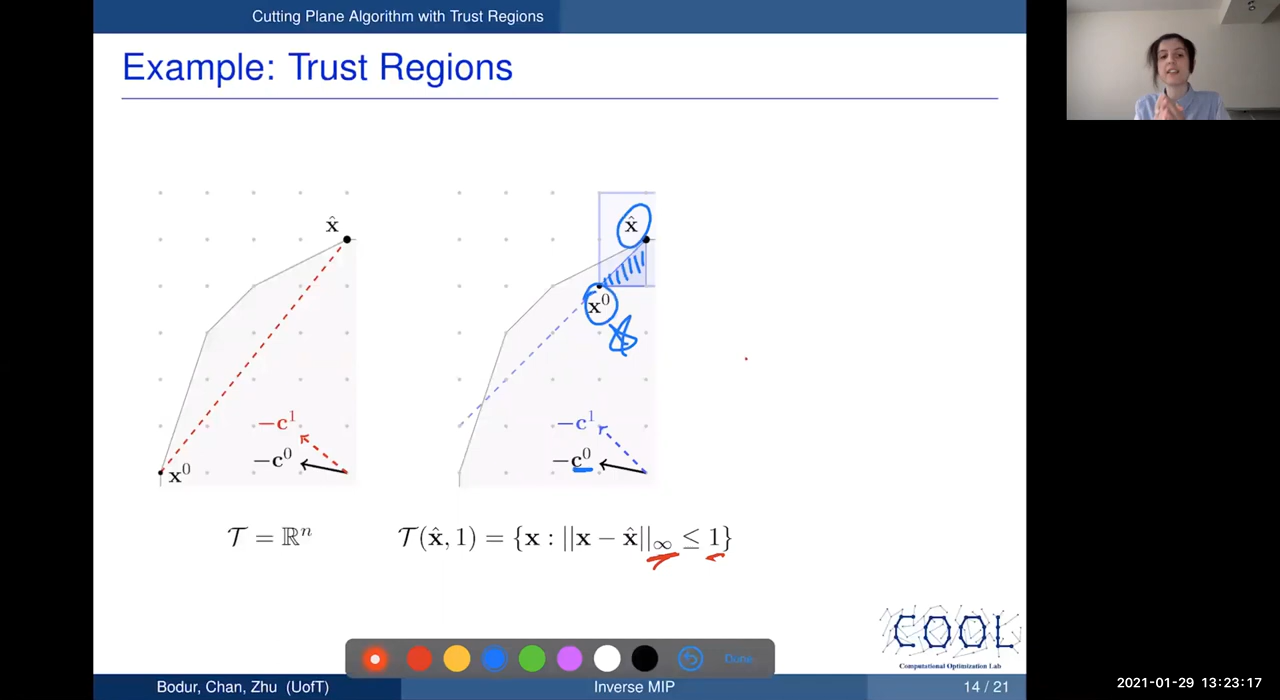 Cutting Plane Algorithm with Trust Regions
Example: Trust Regions
x̂
x̂
x⁰
−c¹
−c¹
−c⁰
−c⁰
x⁰
𝒯 = ℝⁿ
𝒯(x̂, 1) = {x : ||x − x̂||∞ ≤ 1}
COOL
Computational Optimization Lab
Done
Bodur, Chan, Zhu (UofT)
Inverse MIP
14 / 21
2021-01-29 13:23:17